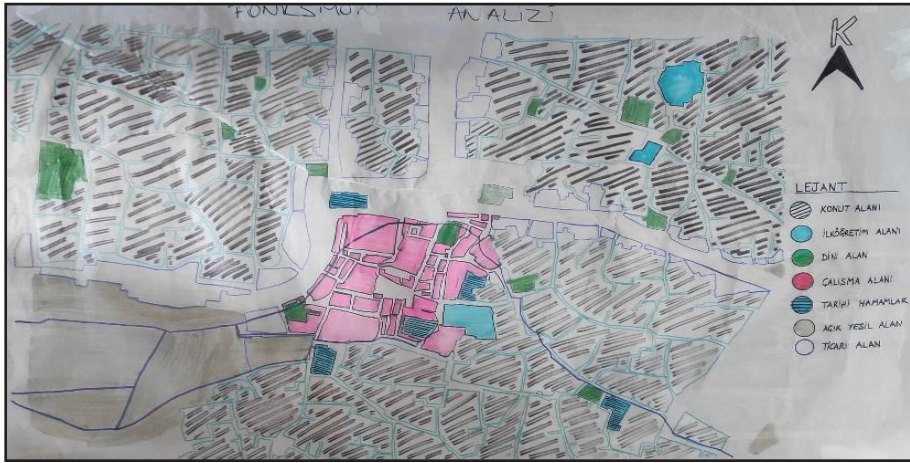 FONKSİYON ANALİZİ
K
LEJANT
KONUT ALANI
İLKÖĞRETİM ALANI
DİNİ ALAN
ÇALIŞMA ALANI
TARİHİ HAMAMLAR
AÇIK YEŞİL ALAN
TİCARİ ALAN